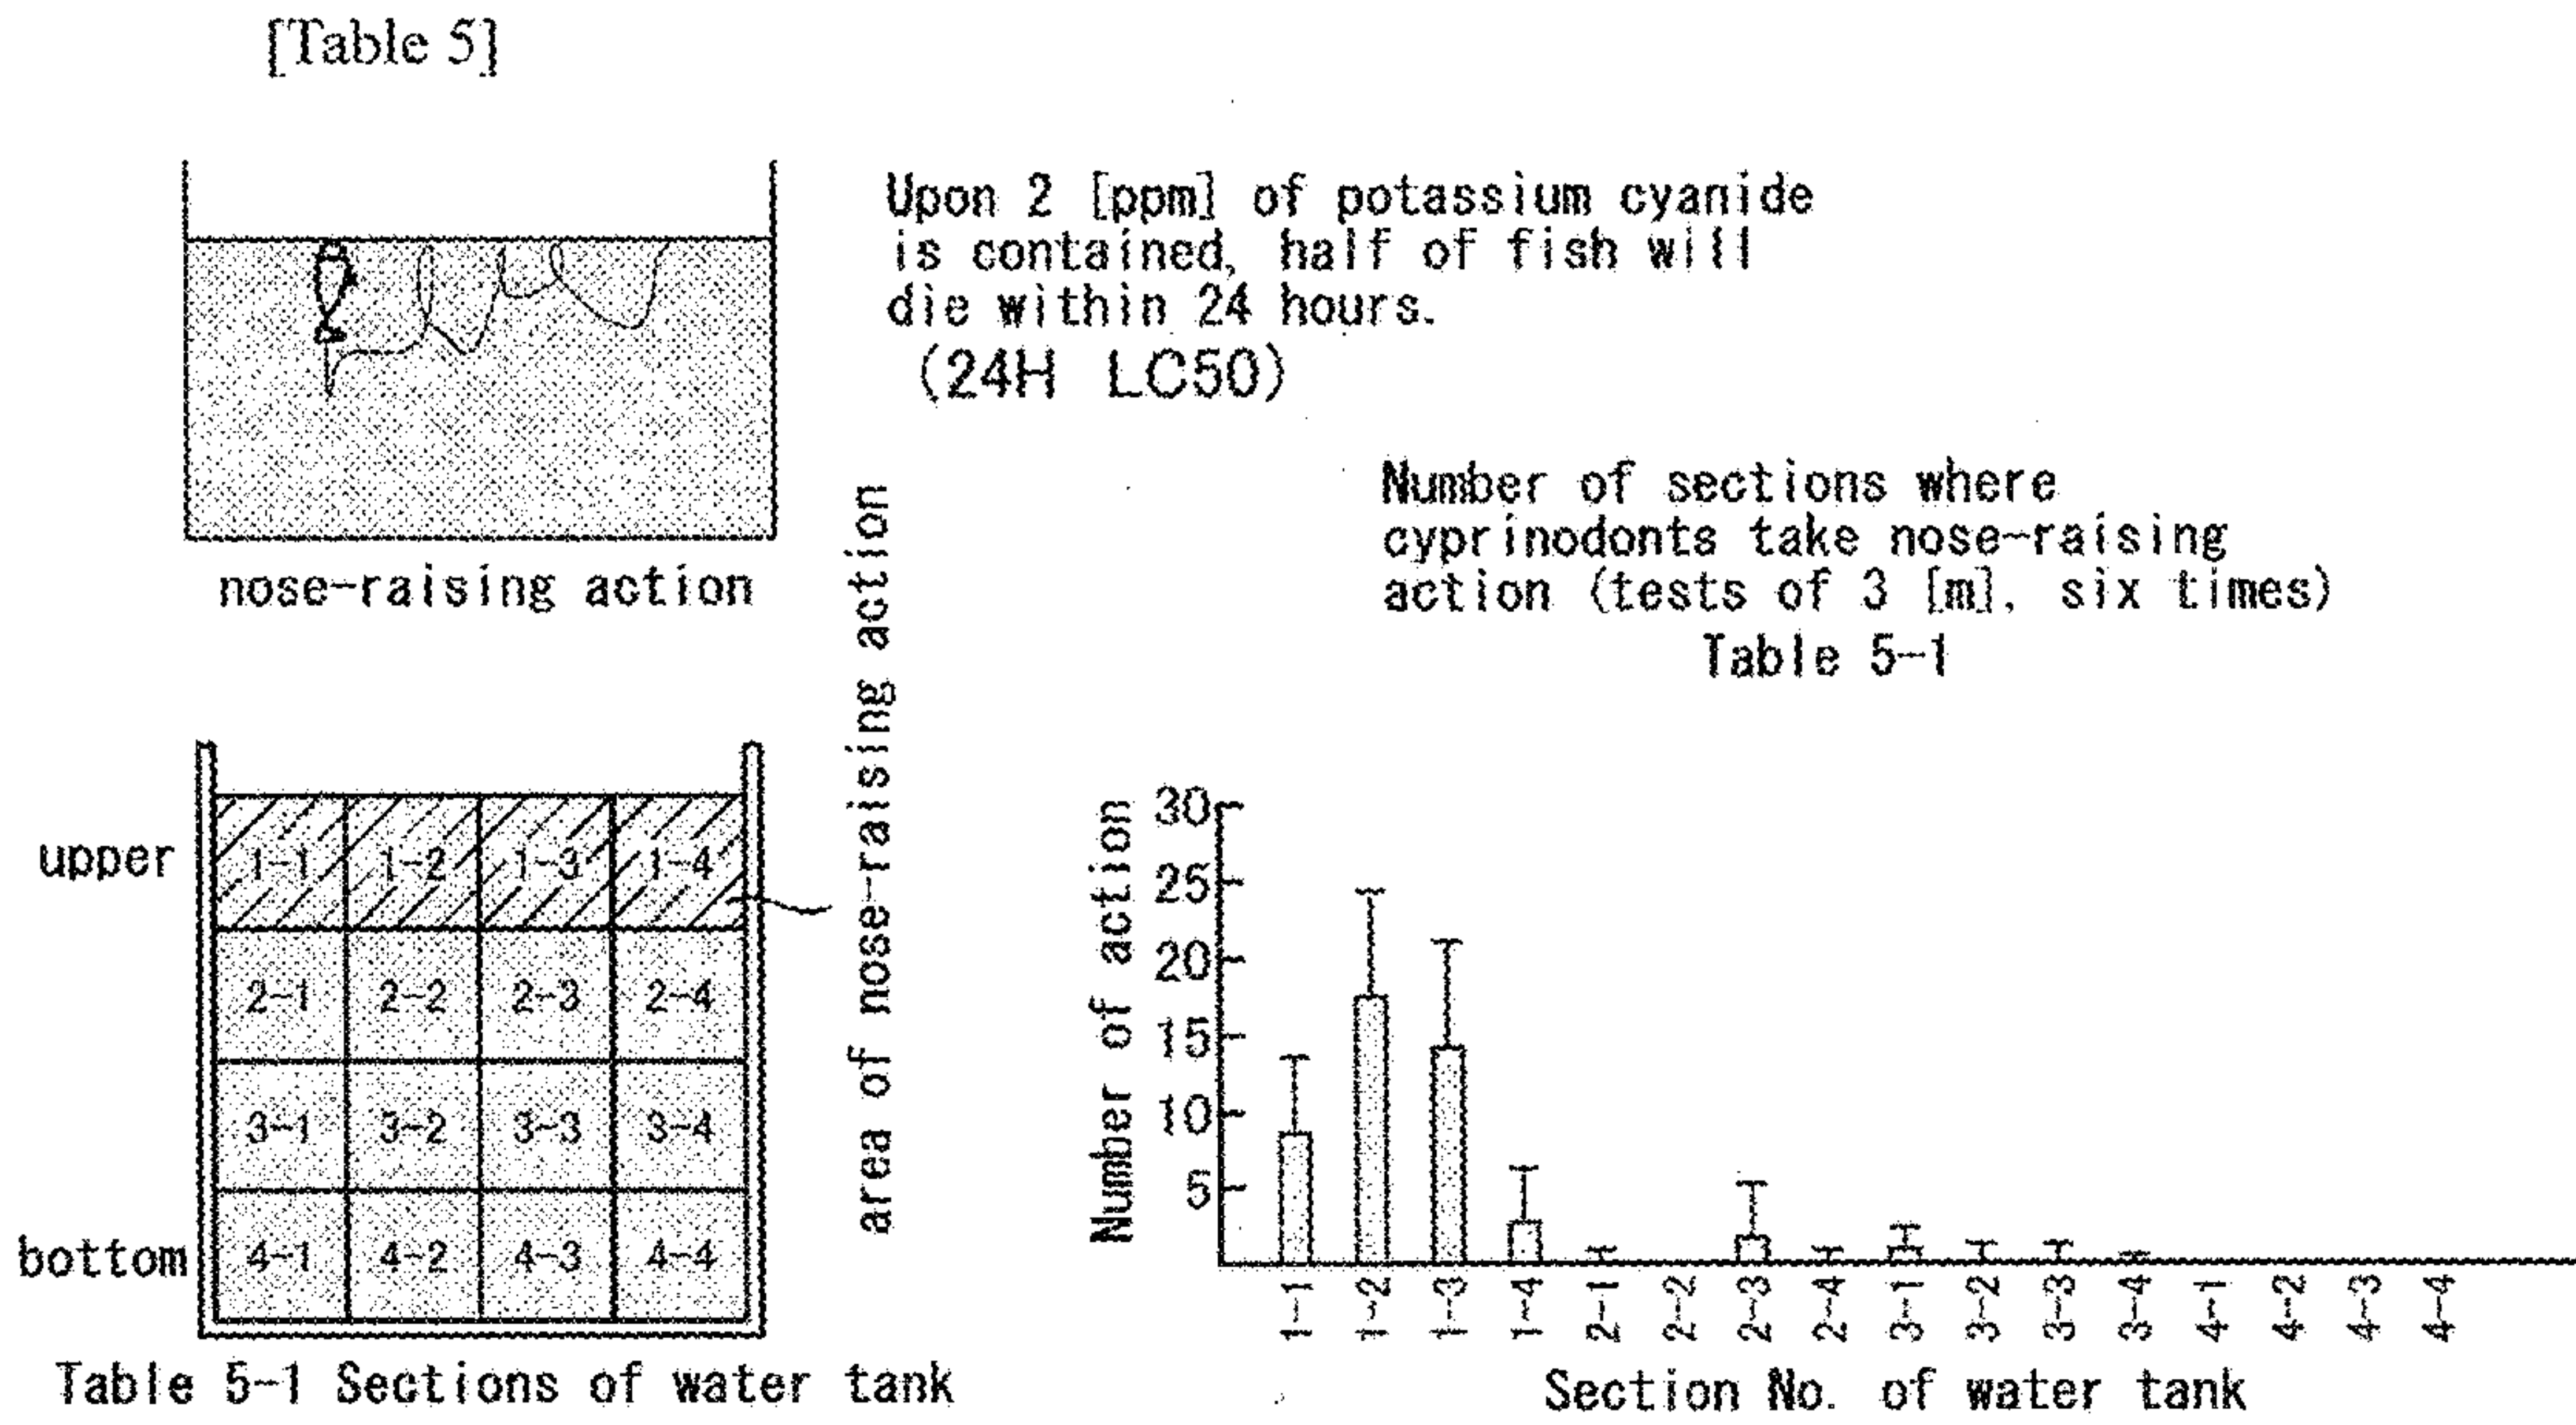 [Table 5]
Upon 2 [ppm] of potassium cyanide
is contained, half of fish will
die within 24 hours.
(24H LC50)
nose-raising action
Number of sections where
cyprinodonts take nose-raising
action (tests of 3 [m], six times)
Table 5-1
upper
1-1 1-2 1-3 1-4
2-1 2-2 2-3 2-4
3-1 3-2 3-3 3-4
bottom 4-1 4-2 4-3 4-4
area of nose-raising action
Table 5-1 Sections of water tank
Number of action
30
25
20
15
10
5
1-1 1-2 1-3 1-4 2-1 2-2 2-3 2-4 3-1 3-2 3-3 3-4 4-1 4-2 4-3 4-4
Section No. of water tank